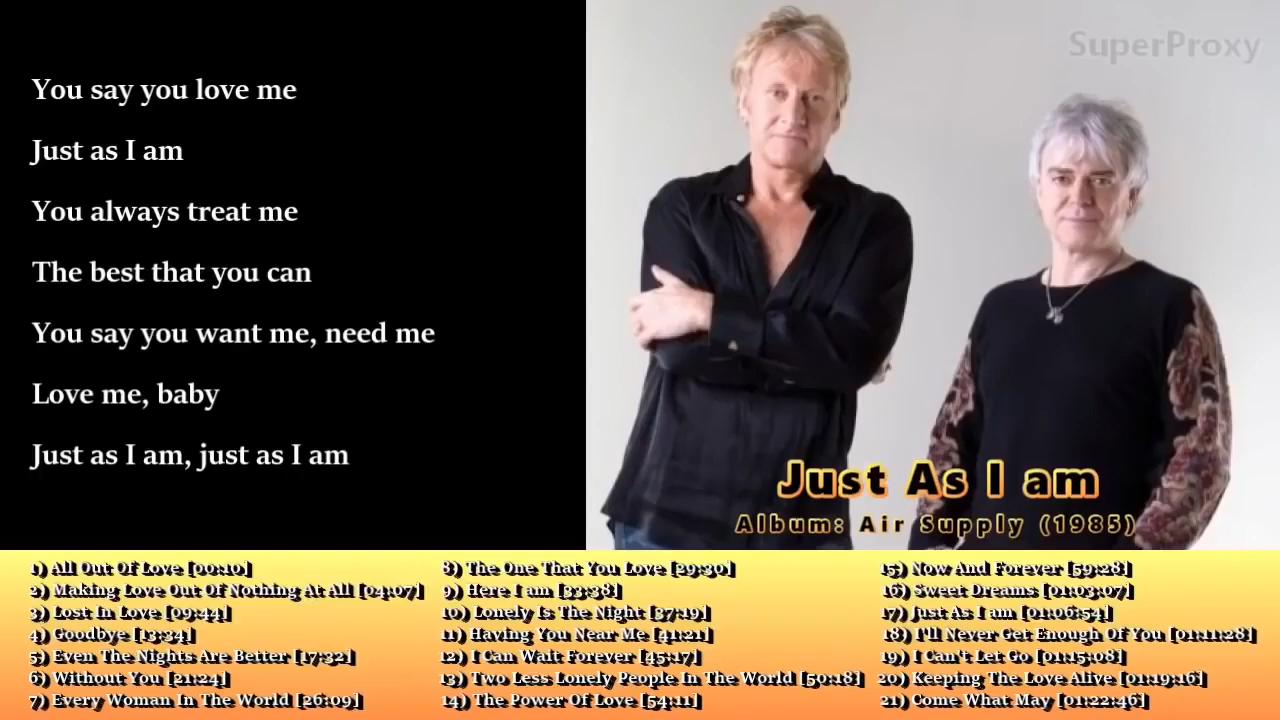 SuperProxy
You say you love me
Just as I am
You always treat me
The best that you can
You say you want me, need me
Love me, baby
Just as I am, just as I am
Just As I am
Album: Air Supply (1985)
1) All Out Of Love [00:10]
2) Making Love Out Of Nothing At All [04:07]
3) Lost In Love [09:44]
4) Goodbye [13:34]
5) Even The Nights Are Better [17:32]
6) Without You [21:24]
7) Every Woman In The World [26:09]
8) The One That You Love [29:30]
9) Here I am [33:38]
10) Lonely Is The Night [37:19]
11) Having You Near Me [41:21]
12) I Can Wait Forever [45:17]
13) Two Less Lonely People In The World [50:18]
14) The Power Of Love [54:11]
15) Now And Forever [59:28]
16) Sweet Dreams [01:03:07]
17) Just As I am [01:06:54]
18) I'll Never Get Enough Of You [01:11:28]
19) I Can't Let Go [01:15:08]
20) Keeping The Love Alive [01:19:16]
21) Come What May [01:22:46]